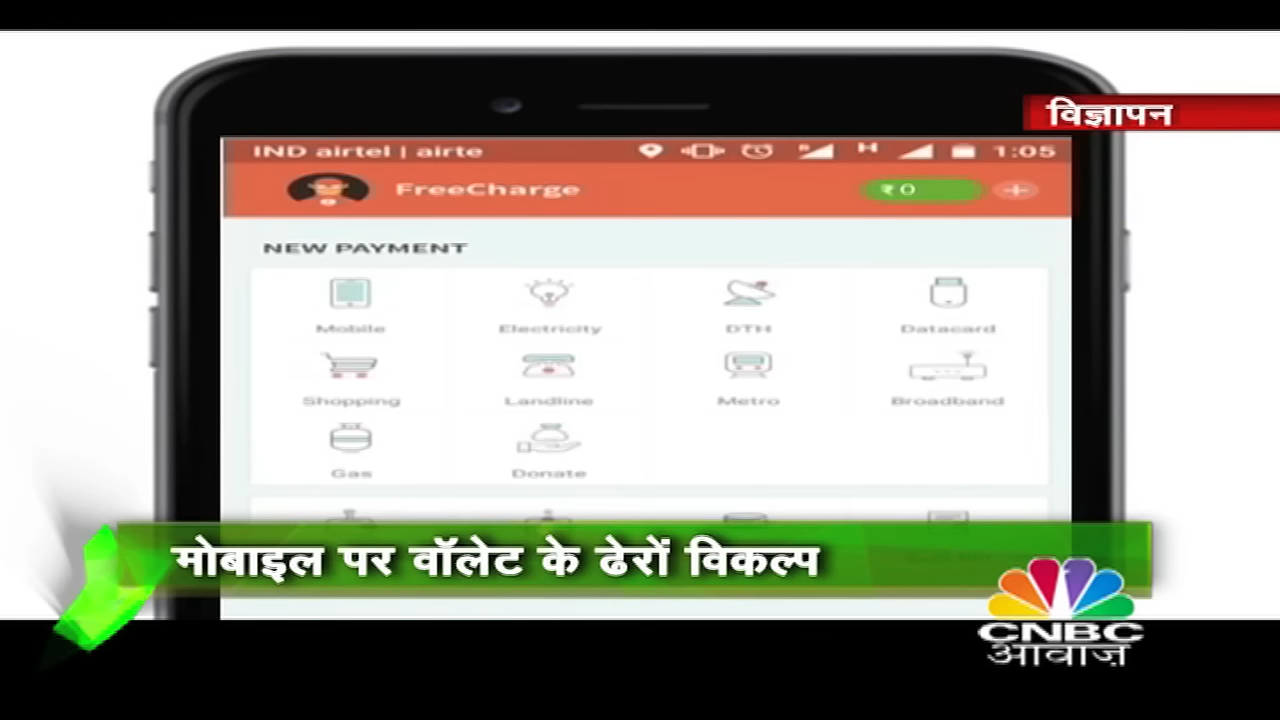 विज्ञापन
IND airtel | airte H 1:05
FreeCharge ₹0 +
NEW PAYMENT
Mobile Electricity DTH Datacard
Shopping Landline Metro Broadband
Gas Donate
मोबाइल पर वॉलेट के ढेरों विकल्प
CNBC
आवाज़